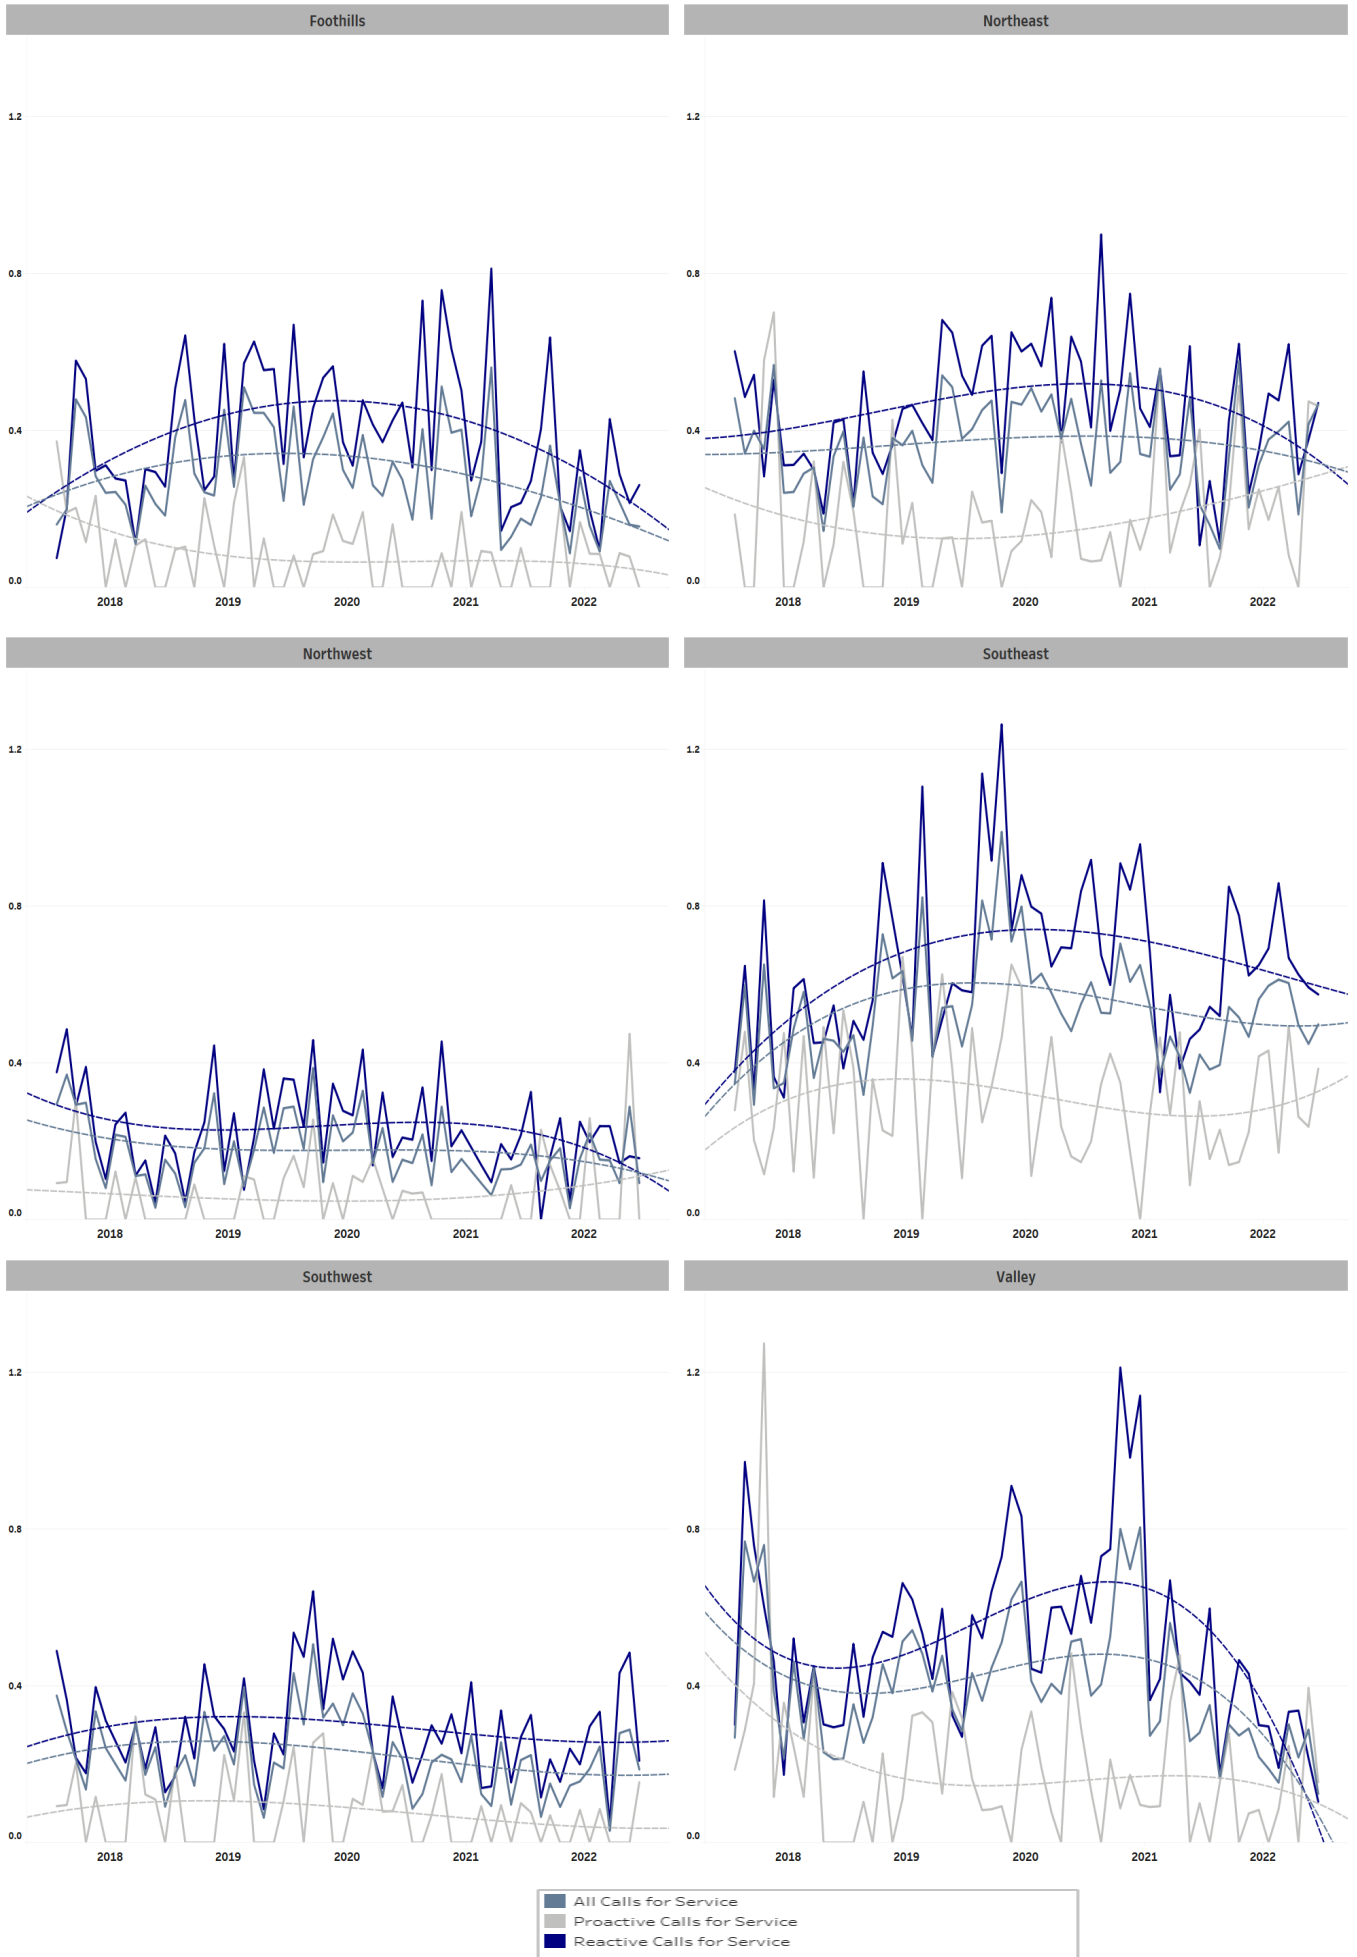 Foothills Northeast
1.2 1.2
0.8 0.8
0.4 0.4
0.0 0.0
2018 2019 2020 2021 2022 2018 2019 2020 2021 2022
Northwest Southeast
1.2 1.2
0.8 0.8
0.4 0.4
0.0 0.0
2018 2019 2020 2021 2022 2018 2019 2020 2021 2022
Southwest Valley
1.2 1.2
0.8 0.8
0.4 0.4
0.0 0.0
2018 2019 2020 2021 2022 2018 2019 2020 2021 2022
All Calls for Service
Proactive Calls for Service
Reactive Calls for Service